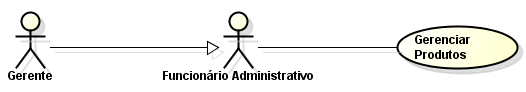 Gerente
Funcionário Administrativo
Gerenciar
Produtos